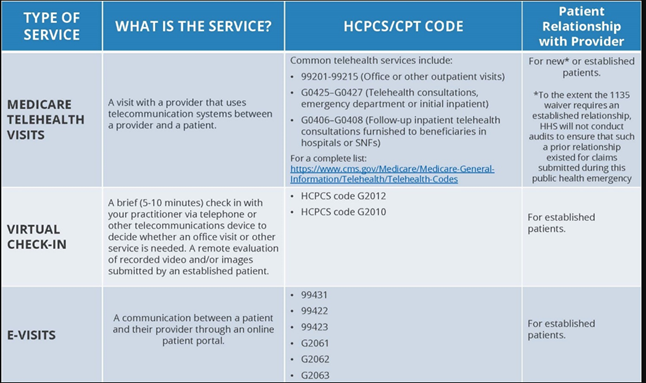 TYPE OF
SERVICE
WHAT IS THE SERVICE?
HCPCS/CPT CODE
Patient
Relationship
with Provider
MEDICARE
TELEHEALTH
VISITS
A visit with a provider that uses
telecommunication systems between
a provider and a patient.
Common telehealth services include:
• 99201-99215 (Office or other outpatient visits)
• G0425–G0427 (Telehealth consultations,
emergency department or initial inpatient)
• G0406–G0408 (Follow-up inpatient telehealth
consultations furnished to beneficiaries in
hospitals or SNFs)
For a complete list:
https://www.cms.gov/Medicare/Medicare-General-
Information/Telehealth/Telehealth-Codes
For new* or established
patients.
*To the extent the 1135
waiver requires an
established relationship,
HHS will not conduct
audits to ensure that such
a prior relationship
existed for claims
submitted during this
public health emergency
VIRTUAL
CHECK-IN
A brief (5-10 minutes) check in with
your practitioner via telephone or
other telecommunications device to
decide whether an office visit or other
service is needed. A remote evaluation
of recorded video and/or images
submitted by an established patient.
• HCPCS code G2012
• HCPCS code G2010
For established
patients.
E-VISITS
A communication between a patient
and their provider through an online
patient portal.
• 99431
• 99422
• 99423
• G2061
• G2062
• G2063
For established
patients.